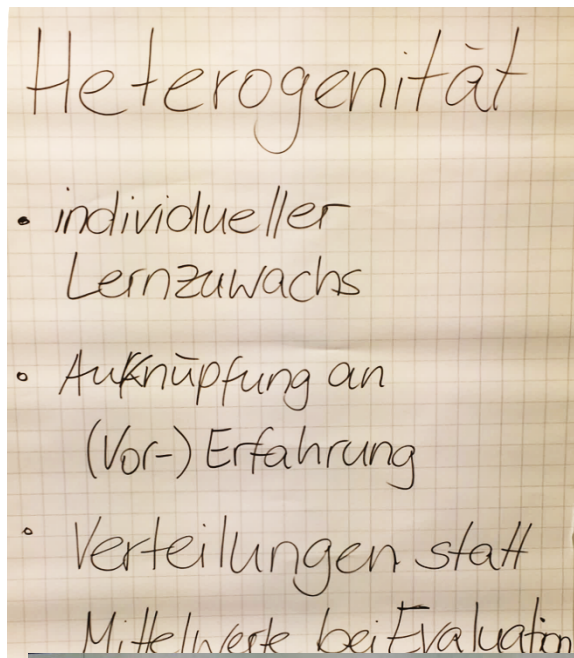 Heterogenität
• individueller
Lernzuwachs
• Anknüpfung an
(Vor-) Erfahrung
• Verteilungen statt
Mittelwerte bei Evaluation